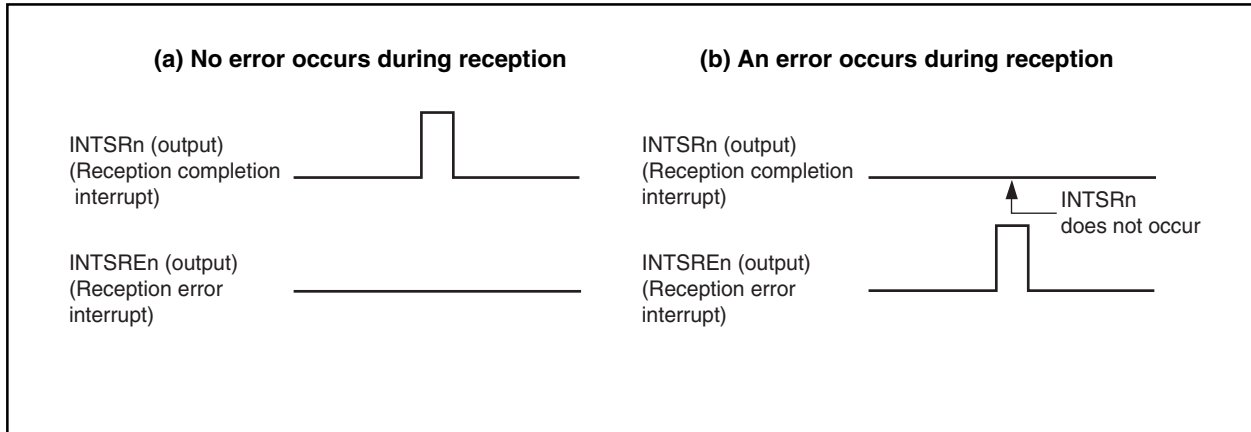 (a) No error occurs during reception
INTSRn (output)
(Reception completion
interrupt)
INTSREn (output)
(Reception error
interrupt)
(b) An error occurs during reception
INTSRn (output)
(Reception completion
interrupt)
INTSRn
does not occur
INTSREn (output)
(Reception error
interrupt)